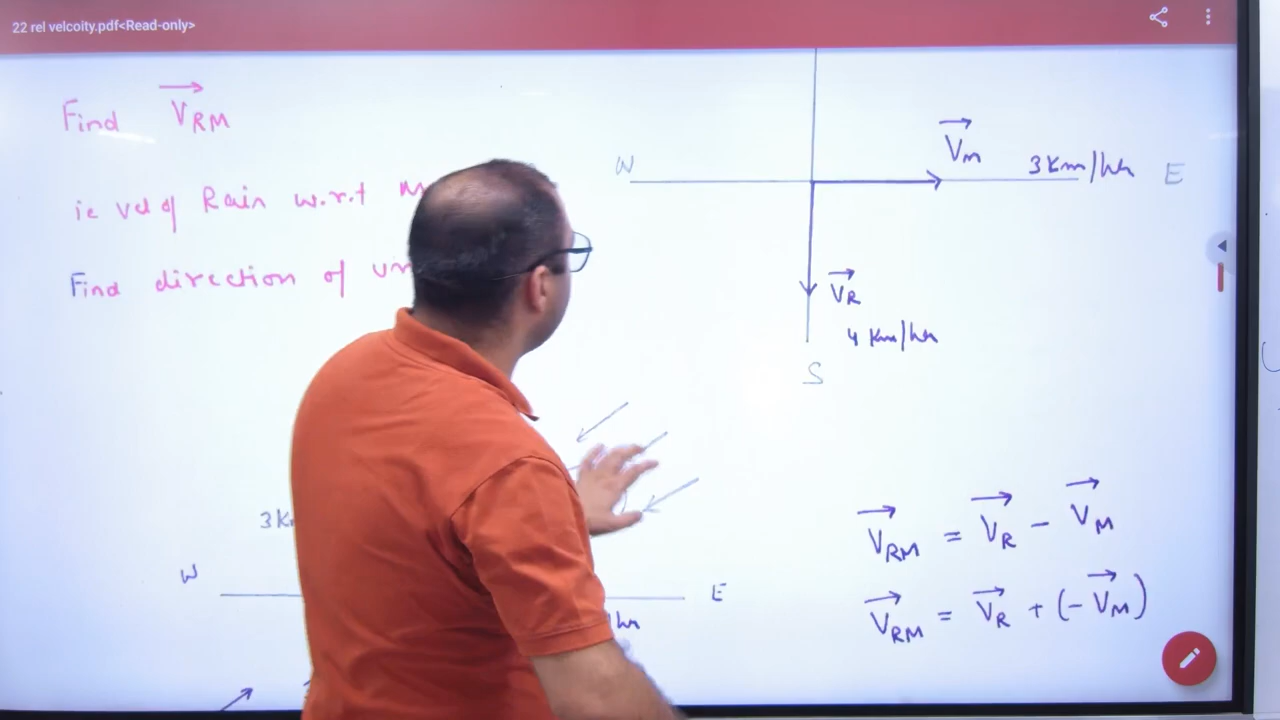 22 rel velcoity.pdf<Read-only>
Find V⃗RM
ie vel of Rain w.r.t
Find direction of
W
V⃗M
3 Km/hr
E
V⃗R
4 Km/hr
S
W
E
V⃗RM = V⃗R - V⃗M
V⃗RM = V⃗R + (-V⃗M)